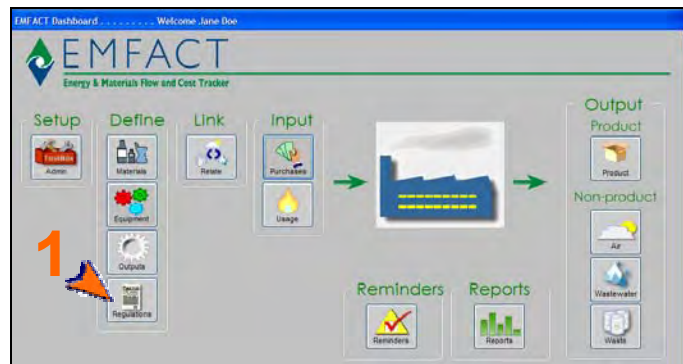 EMFACT Dashboard . . . . . . . . . Welcome Jane Doe
EMFACT
Energy & Materials Flow and Cost Tracker
Setup
Define
Link
Input
Output
Product
ToolBox
Admin
Materials
Relate
Purchases
Product
Equipment
Usage
Non-product
Outputs
Air
1
Regulations
Wastewater
Reminders
Reports
Reminders
Reports
Waste